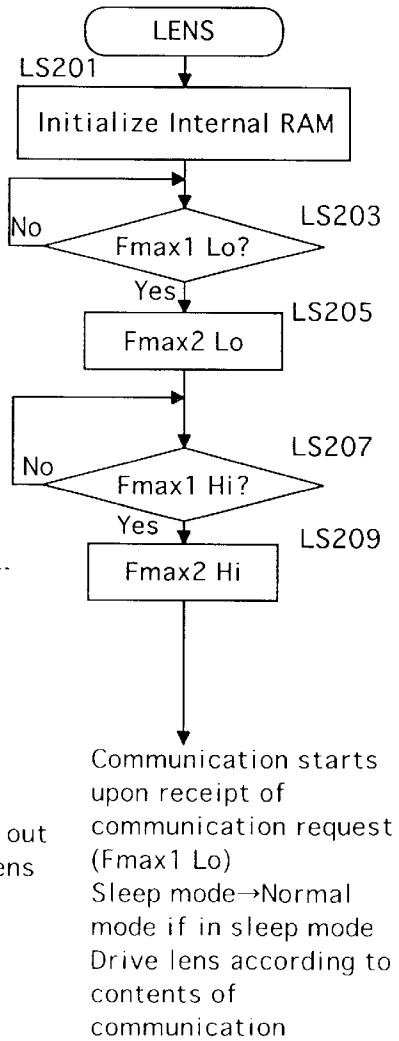 LENS
LS201
Initialize Internal RAM
No
LS203
Fmax1 Lo?
Yes
LS205
Fmax2 Lo
LS207
No
Fmax1 Hi?
Yes
LS209
Fmax2 Hi
Communication starts
upon receipt of
out
communication request
ens
(Fmax1 Lo)
Sleep mode→Normal
mode if in sleep mode
Drive lens according to
contents of
communication